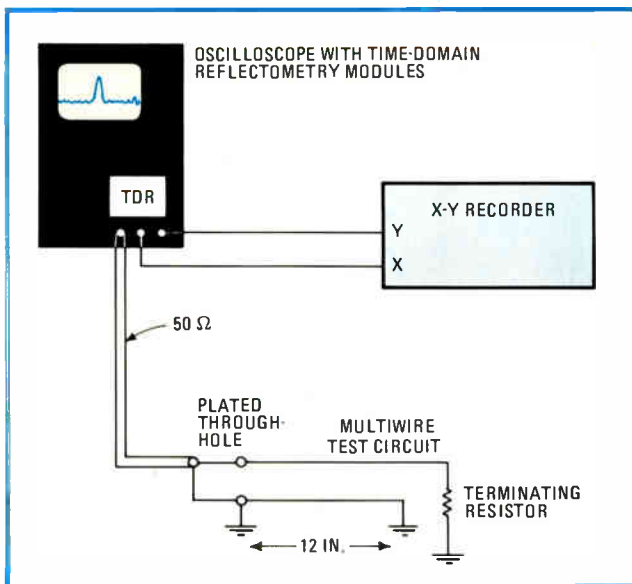 OSCILLOSCOPE WITH TIME-DOMAIN
REFLECTOMETRY MODULES
TDR
X-Y RECORDER
Y
X
50 Ω
PLATED
THROUGH-
HOLE
MULTIWIRE
TEST CIRCUIT
TERMINATING
RESISTOR
12 IN.